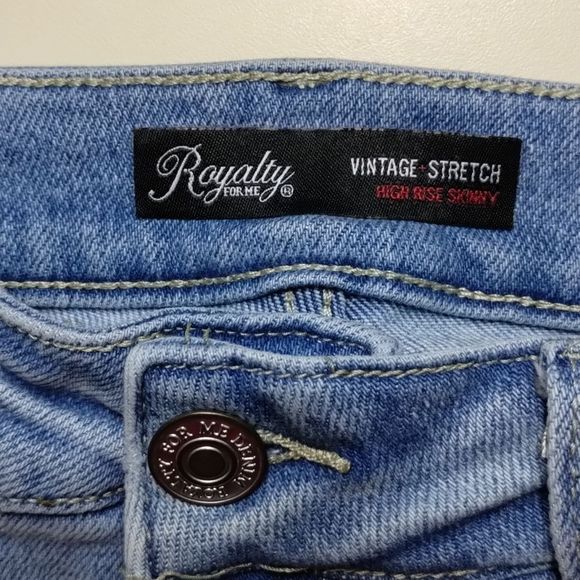 Royalty
FOR ME ®
VINTAGE + STRETCH
HIGH RISE SKINNY
ROYALTY FOR ME DENIM